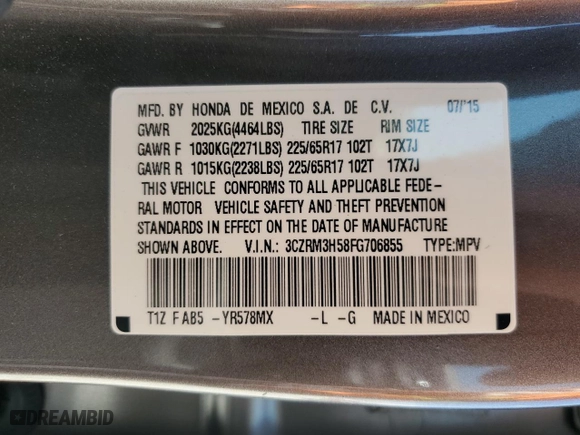 MFD. BY HONDA DE MEXICO S.A. DE C.V. 07/'15
GVWR 2025KG(4464LBS) TIRE SIZE RIM SIZE
GAWR F 1030KG(2271LBS) 225/65R17 102T 17X7J
GAWR R 1015KG(2238LBS) 225/65R17 102T 17X7J
THIS VEHICLE CONFORMS TO ALL APPLICABLE FEDE-
RAL MOTOR VEHICLE SAFETY AND THEFT PREVENTION
STANDARDS IN EFFECT ON THE DATE OF MANUFACTURE
SHOWN ABOVE. V.I.N.: 3CZRM3H58FG706855 TYPE:MPV
T1Z F AB5 -YR578MX -L -G MADE IN MEXICO
DREAMBID